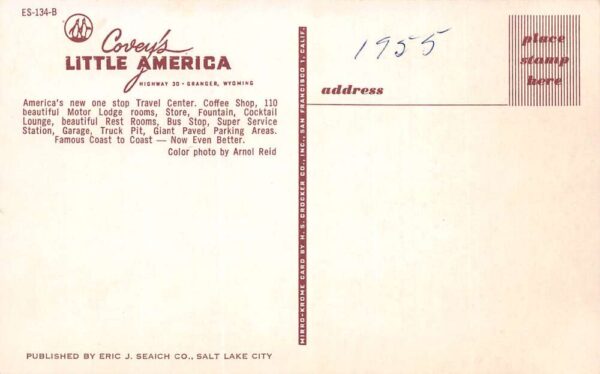 ES-134-B
Covey's
LITTLE AMERICA
HIGHWAY 30 • GRANGER, WYOMING
America's new one stop Travel Center. Coffee Shop, 110
beautiful Motor Lodge rooms, Store, Fountain, Cocktail
Lounge, beautiful Rest Rooms, Bus Stop, Super Service
Station, Garage, Truck Pit, Giant Paved Parking Areas.
Famous Coast to Coast — Now Even Better.
Color photo by Arnol Reid
PUBLISHED BY ERIC J. SEAICH CO., SALT LAKE CITY
MIRRO-KROME CARD BY H. S. CROCKER CO., INC., SAN FRANCISCO 1, CALIF.
1955
address
place
stamp
here